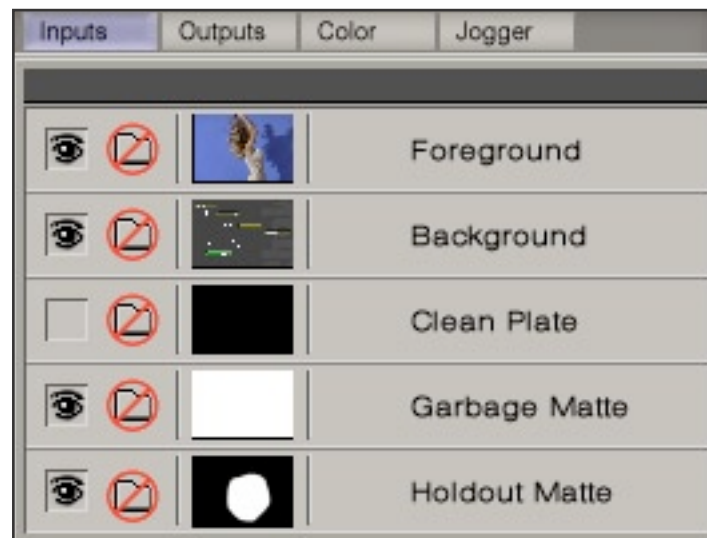 Inputs Outputs Color Jogger
Foreground
Background
Clean Plate
Garbage Matte
Holdout Matte